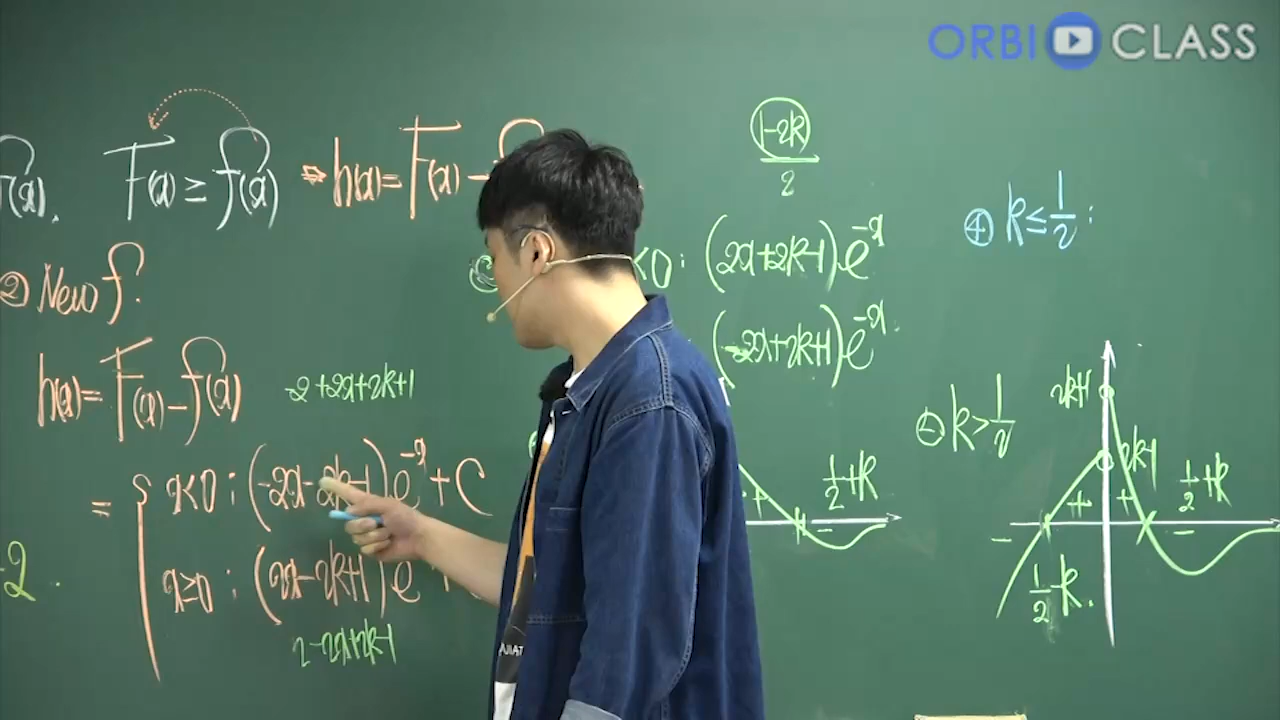 ORBI CLASS
f(x).
F(x) ≥ f(x) ⇒ h(x)= F(x) -
② New f?
h(x)= F(x) - f(x)
2+2x+2k+1
= { x<0 : (-2x-2k-1)e^-x + C
x≥0 : (2x-2k+1)e
2-2x+2k-1
-2.
1-2k
2
<0 : (2x+2k-1)e^-x
(-2x+2k+1)e^-x.
+ -
1/2+k
④ k≤1/2 :
k>1/2
2k+1
2k-1
- + + -
1/2+k
1/2-k.